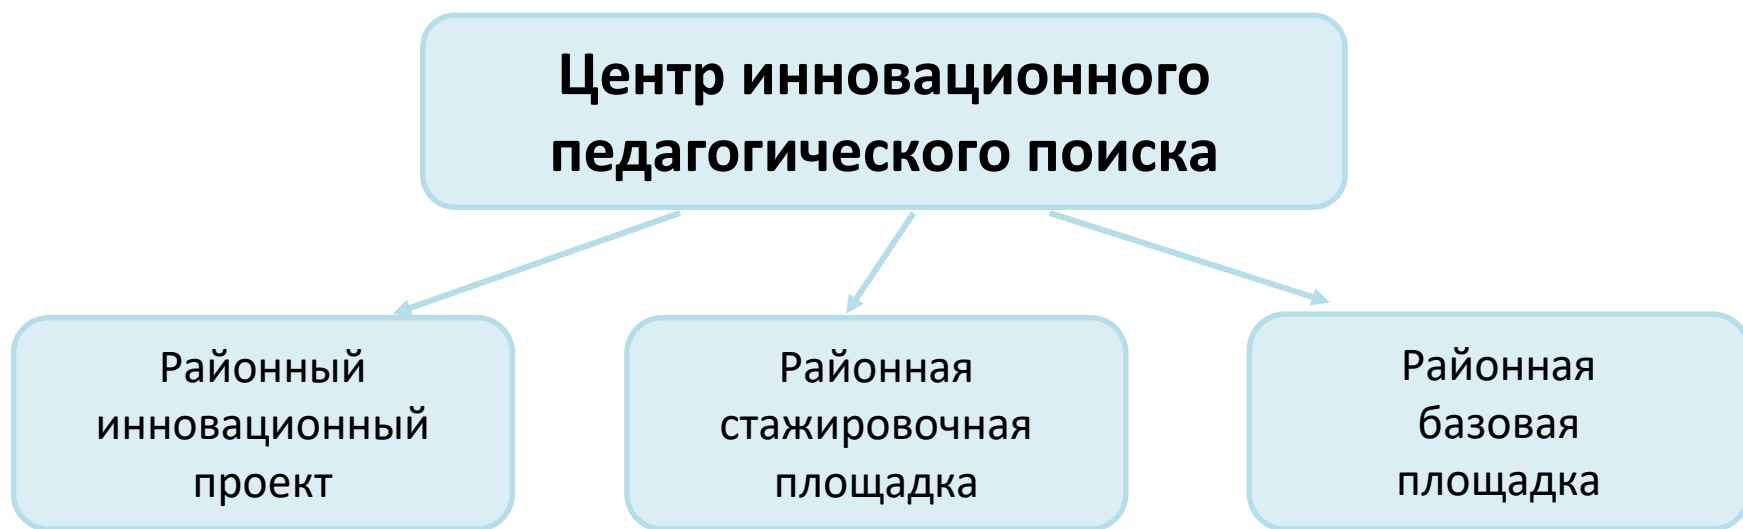 Центр инновационного
педагогического поиска
Районный
инновационный
проект
Районная
стажировочная
площадка
Районная
базовая
площадка